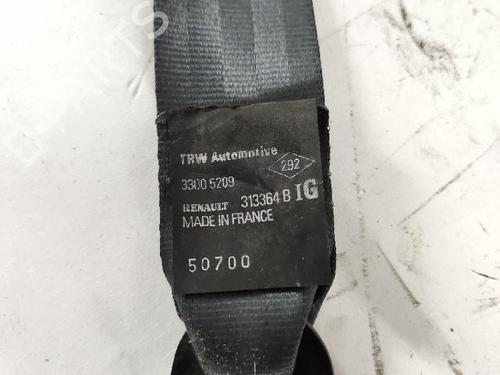 TRW Automotive
292
3300 5209
RENAULT 313364 B IG
MADE IN FRANCE
50700